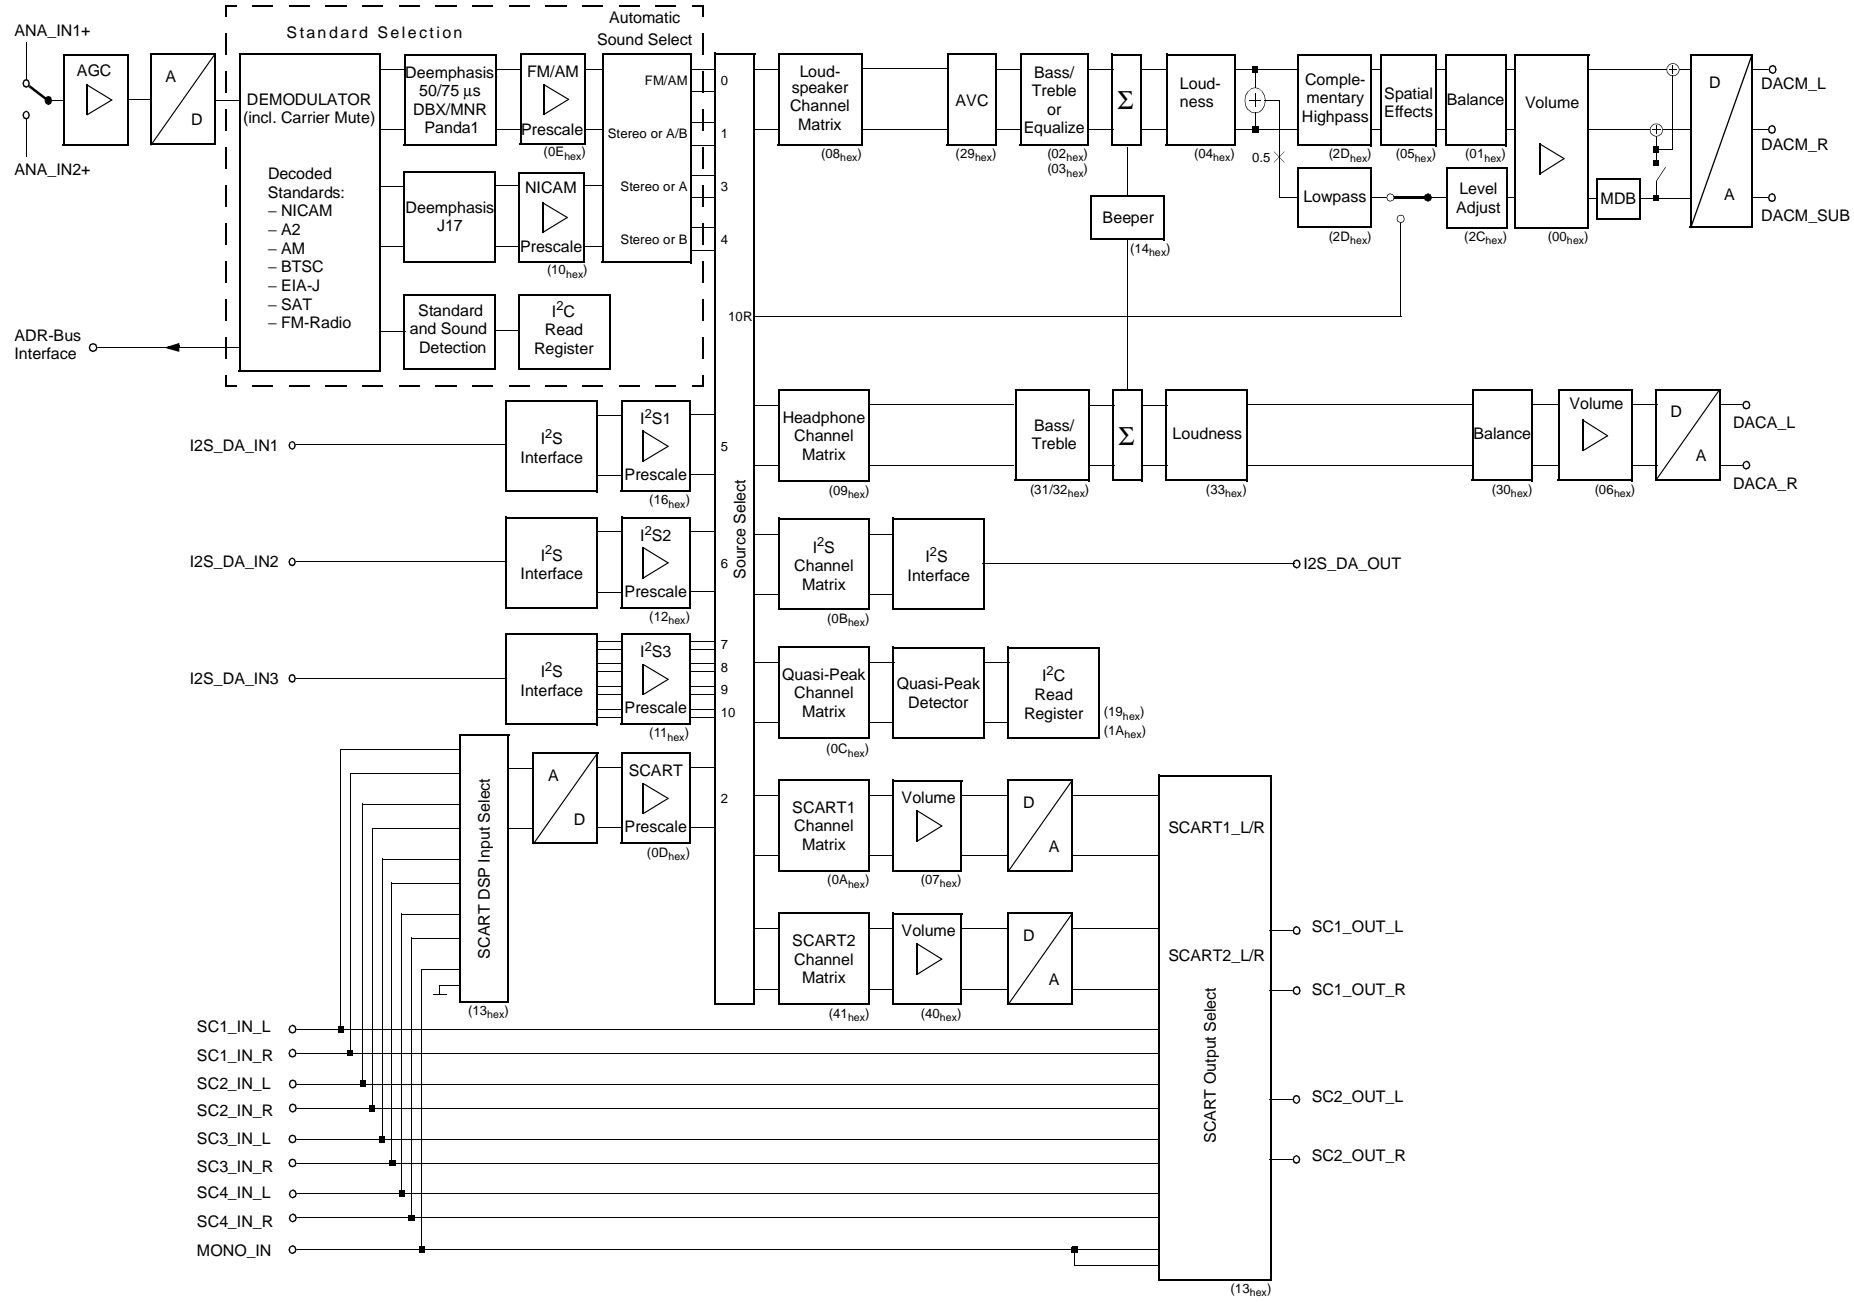 ANA_IN1+
ANA_IN2+
AGC
A
D
Standard Selection
Automatic
Sound Select
DEMODULATOR
(incl. Carrier Mute)
Decoded
Standards:
– NICAM
– A2
– AM
– BTSC
– EIA-J
– SAT
– FM-Radio
Deemphasis
50/75 µs
DBX/MNR
Panda1
FM/AM
Prescale
(0Ehex)
Deemphasis
J17
NICAM
Prescale
(10hex)
Standard
and Sound
Detection
I2C
Read
Register
FM/AM
Stereo or A/B
Stereo or A
Stereo or B
ADR-Bus
Interface
0
1
3
4
10R
5
6
7
8
9
10
2
Source Select
Loud-
speaker
Channel
Matrix
(08hex)
AVC
(29hex)
Bass/
Treble
or
Equalize
(02hex)
(03hex)
Σ
Beeper
(14hex)
Loud-
ness
(04hex)
0.5
Comple-
mentary
Highpass
(2Dhex)
Spatial
Effects
(05hex)
Balance
(01hex)
Lowpass
(2Dhex)
Level
Adjust
(2Chex)
Volume
(00hex)
MDB
D
A
DACM_L
DACM_R
DACM_SUB
I2S_DA_IN1
I2S
Interface
I2S1
Prescale
(16hex)
Headphone
Channel
Matrix
(09hex)
Bass/
Treble
(31/32hex)
Σ
Loudness
(33hex)
Balance
(30hex)
Volume
(06hex)
D
A
DACA_L
DACA_R
I2S_DA_IN2
I2S
Interface
I2S2
Prescale
(12hex)
I2S
Channel
Matrix
(0Bhex)
I2S
Interface
I2S_DA_OUT
I2S_DA_IN3
I2S
Interface
I2S3
Prescale
(11hex)
Quasi-Peak
Channel
Matrix
(0Chex)
Quasi-Peak
Detector
I2C
Read
Register
(19hex)
(1Ahex)
SCART DSP Input Select
(13hex)
A
D
SCART
Prescale
(0Dhex)
SCART1
Channel
Matrix
(0Ahex)
Volume
(07hex)
D
A
SCART1_L/R
SCART2
Channel
Matrix
(41hex)
Volume
(40hex)
D
A
SCART2_L/R
SCART Output Select
(13hex)
SC1_OUT_L
SC1_OUT_R
SC2_OUT_L
SC2_OUT_R
SC1_IN_L
SC1_IN_R
SC2_IN_L
SC2_IN_R
SC3_IN_L
SC3_IN_R
SC4_IN_L
SC4_IN_R
MONO_IN